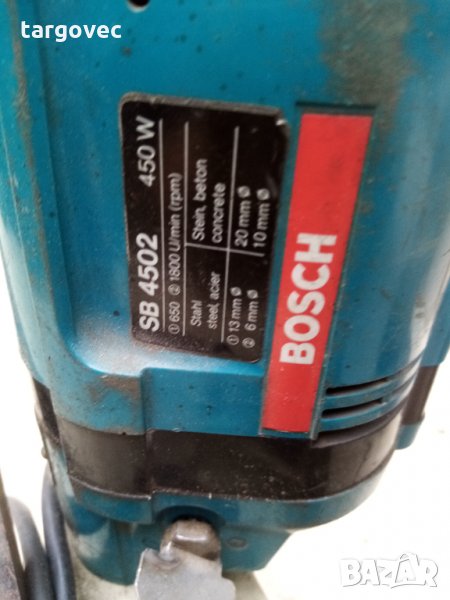 targovec
SB 4502 450 W
① 650 ② 1800 U/min (rpm)
Stahl Stein, beton
steel, acier concrete
① 13 mm Ø 20 mm Ø
② 6 mm Ø 10 mm Ø
BOSCH
bazar